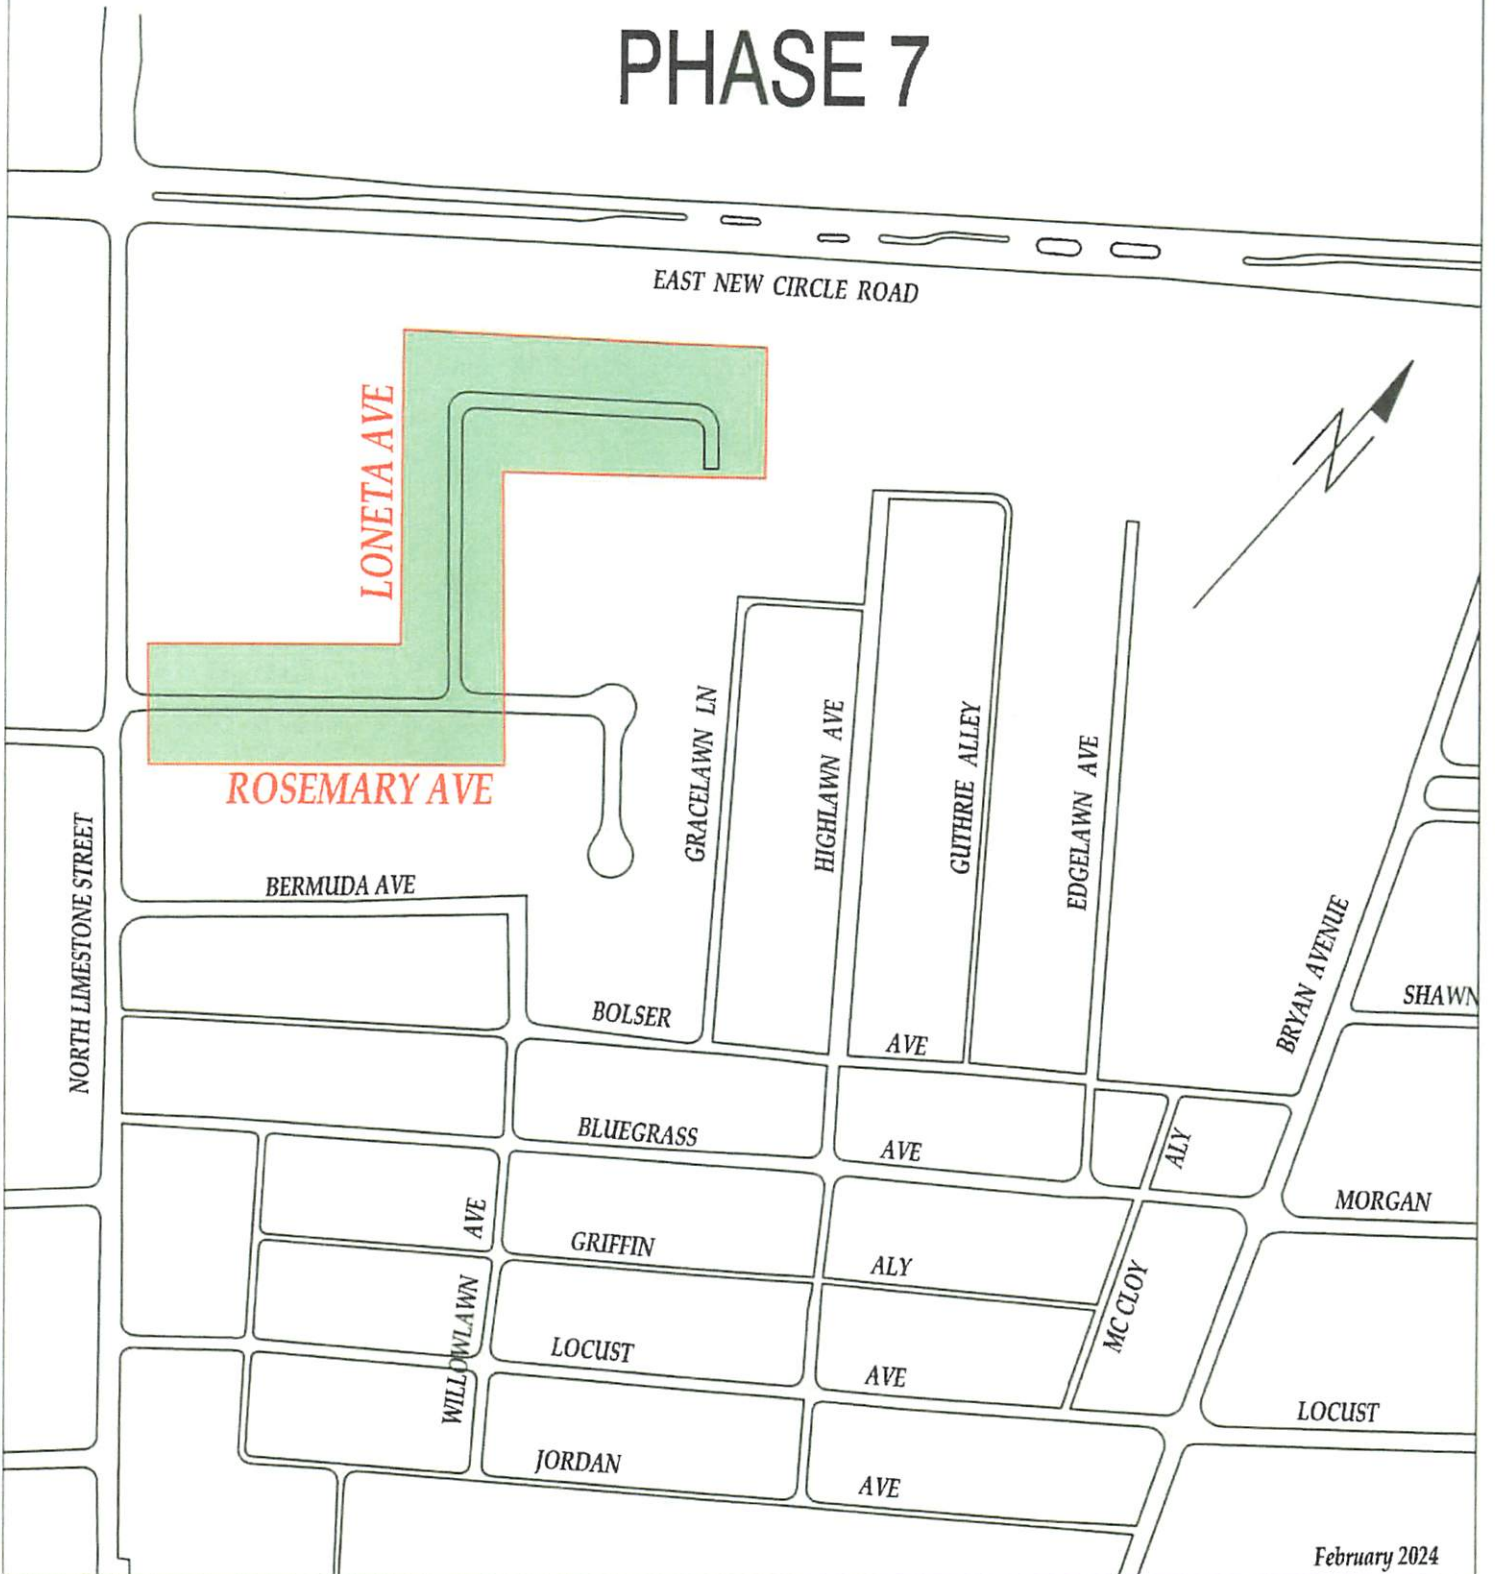 PHASE 7
EAST NEW CIRCLE ROAD
LONETA AVE
ROSEMARY AVE
GRACELAWN LN
HIGHLAWN AVE
GUTHRIE ALLEY
EDGELAWN AVE
NORTH LIMESTONE STREET
BERMUDA AVE
BRYAN AVENUE
SHAWN
BOLSER AVE
BLUEGRASS AVE
ALY
MORGAN
WILLOWLAWN AVE
GRIFFIN ALY
MC CLOY
LOCUST AVE
LOCUST
JORDAN AVE
N
February 2024